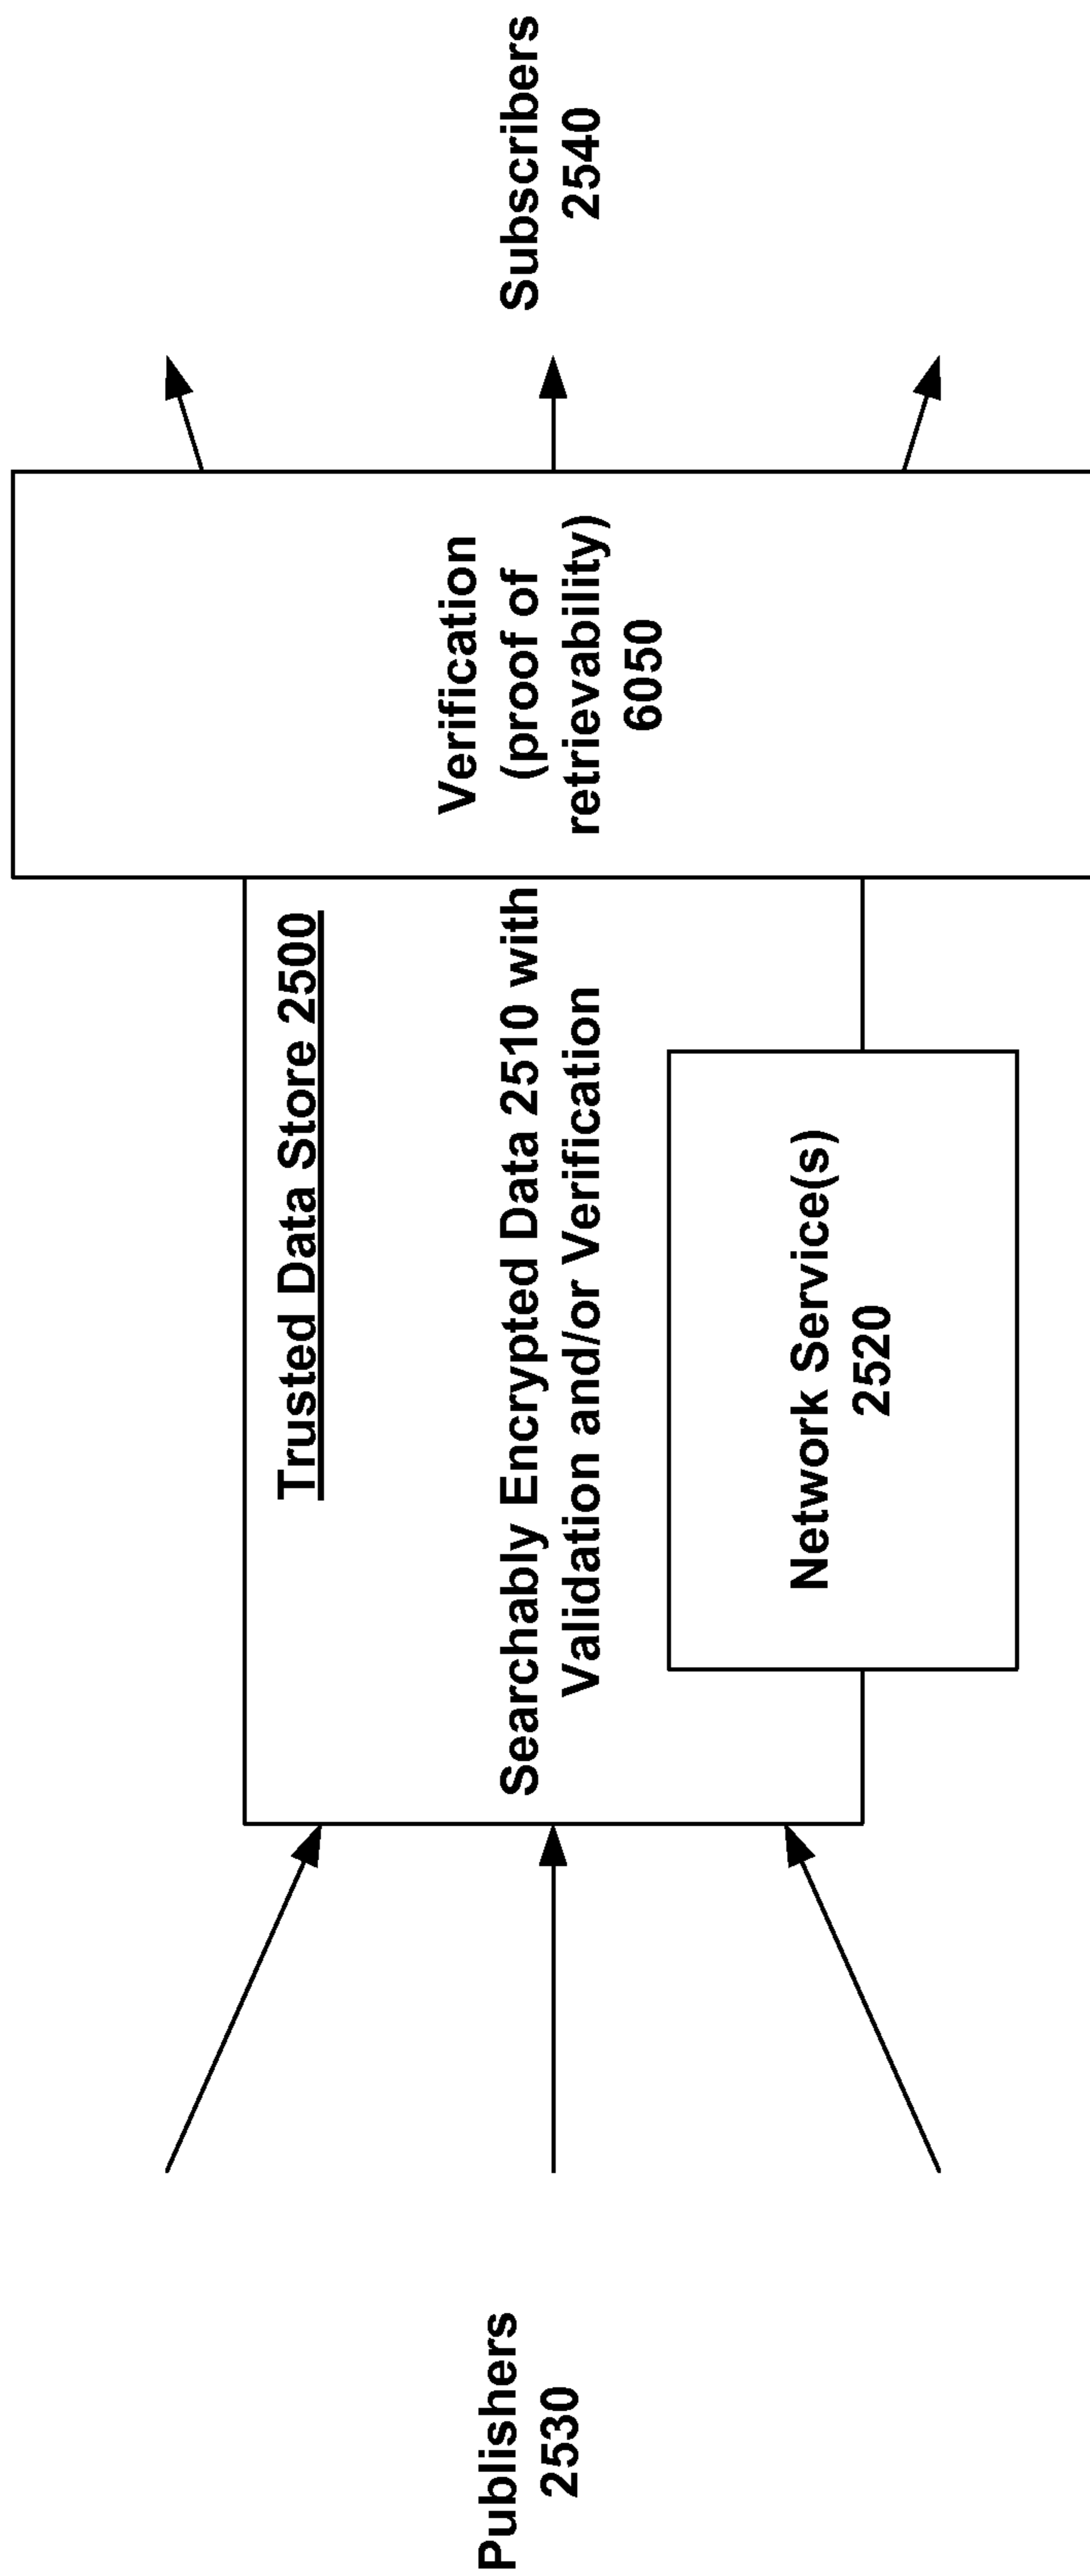 Publishers
2530
Trusted Data Store 2500
Searchably Encrypted Data 2510 with
Validation and/or Verification
Network Service(s)
2520
Verification
(proof of
retrievability)
6050
Subscribers
2540